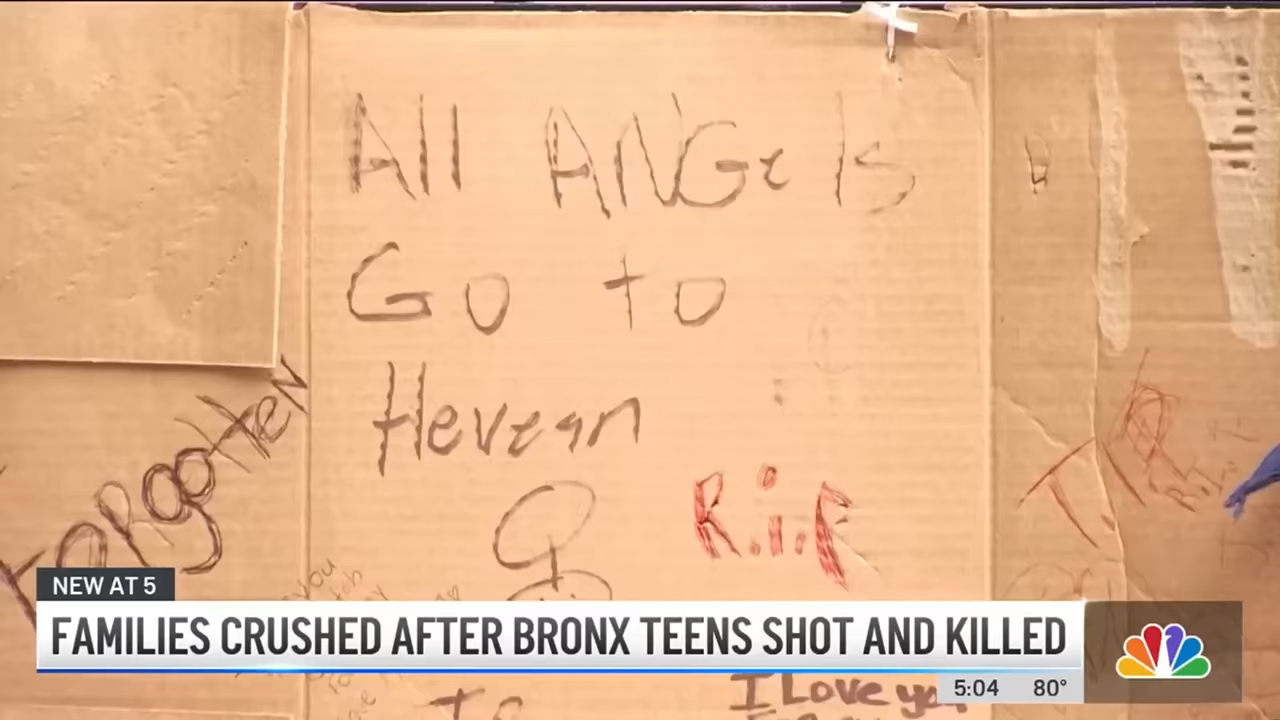 All ANGels
Go to
Hevean
R.i.P
Forgotten
you
NEW AT 5
FAMILIES CRUSHED AFTER BRONX TEENS SHOT AND KILLED
I Love
5:04 80°